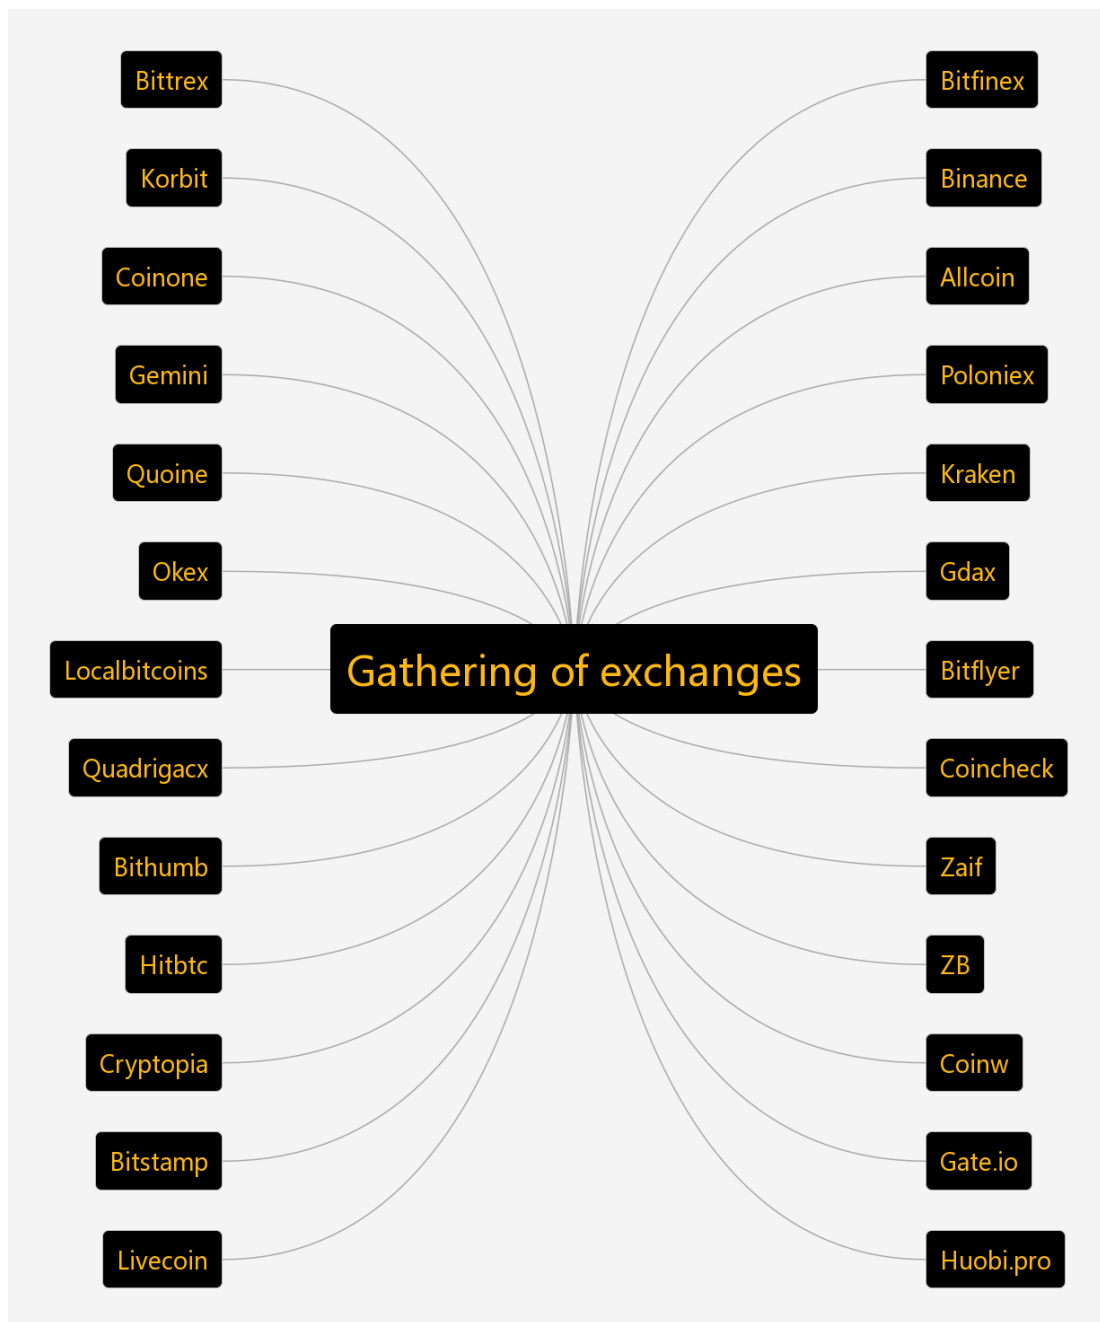 Bittrex
Korbit
Coinone
Gemini
Quoine
Okex
Localbitcoins
Quadrigacx
Bithumb
Hitbtc
Cryptopia
Bitstamp
Livecoin
Gathering of exchanges
Bitfinex
Binance
Allcoin
Poloniex
Kraken
Gdax
Bitflyer
Coincheck
Zaif
ZB
Coinw
Gate.io
Huobi.pro